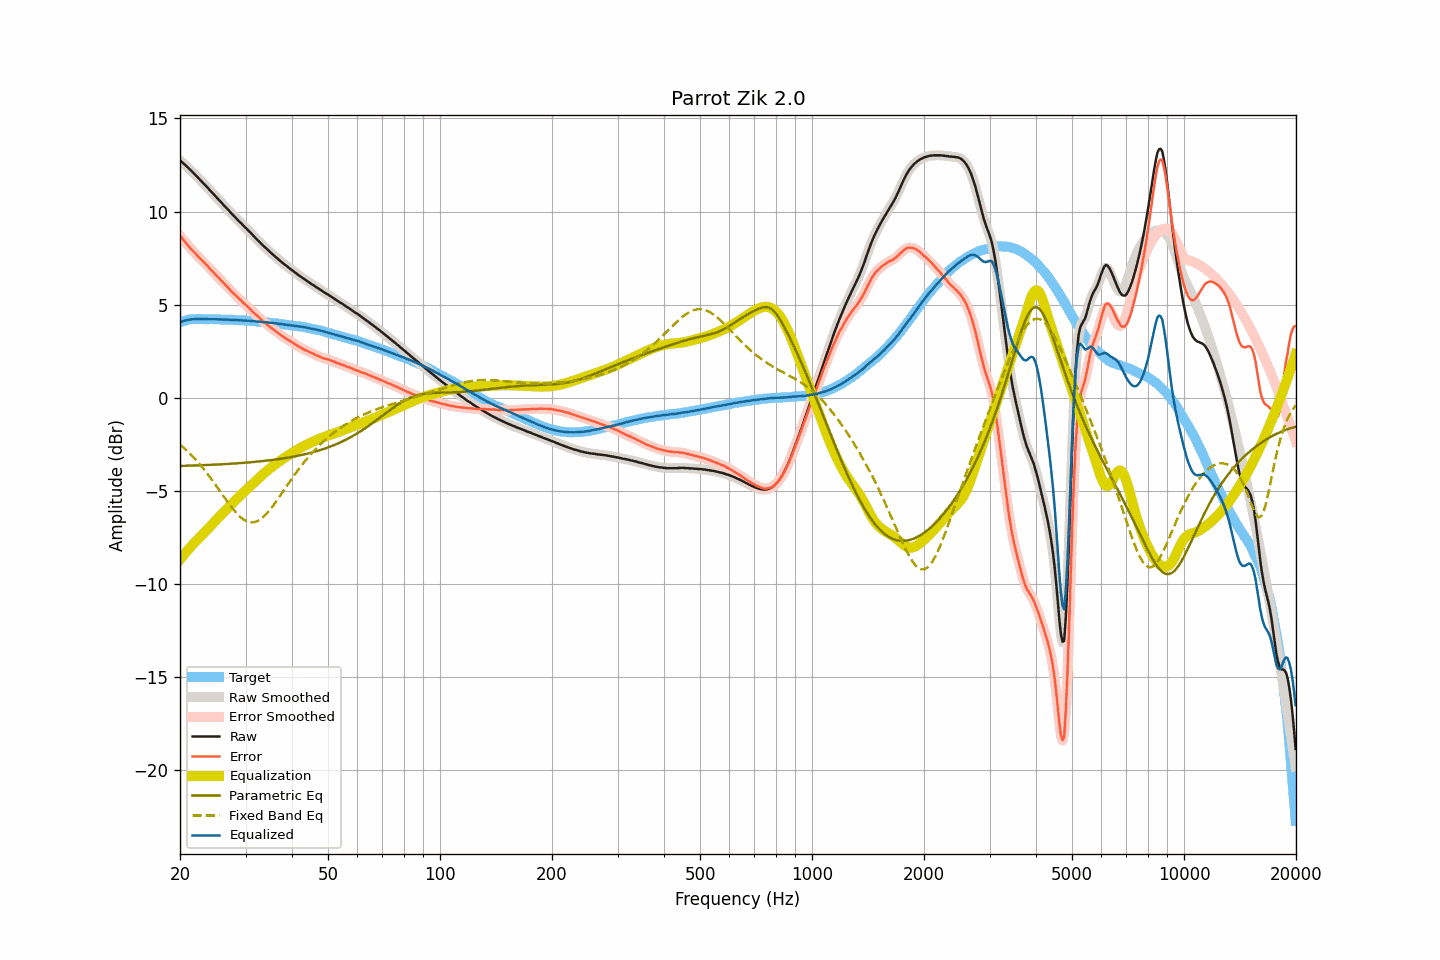 Parrot Zik 2.0
15
10
5
0
−5
−10
−15
−20
Amplitude (dBr)
Target
Raw Smoothed
Error Smoothed
Raw
Error
Equalization
Parametric Eq
Fixed Band Eq
Equalized
20 50 100 200 500 1000 2000 5000 10000 20000
Frequency (Hz)